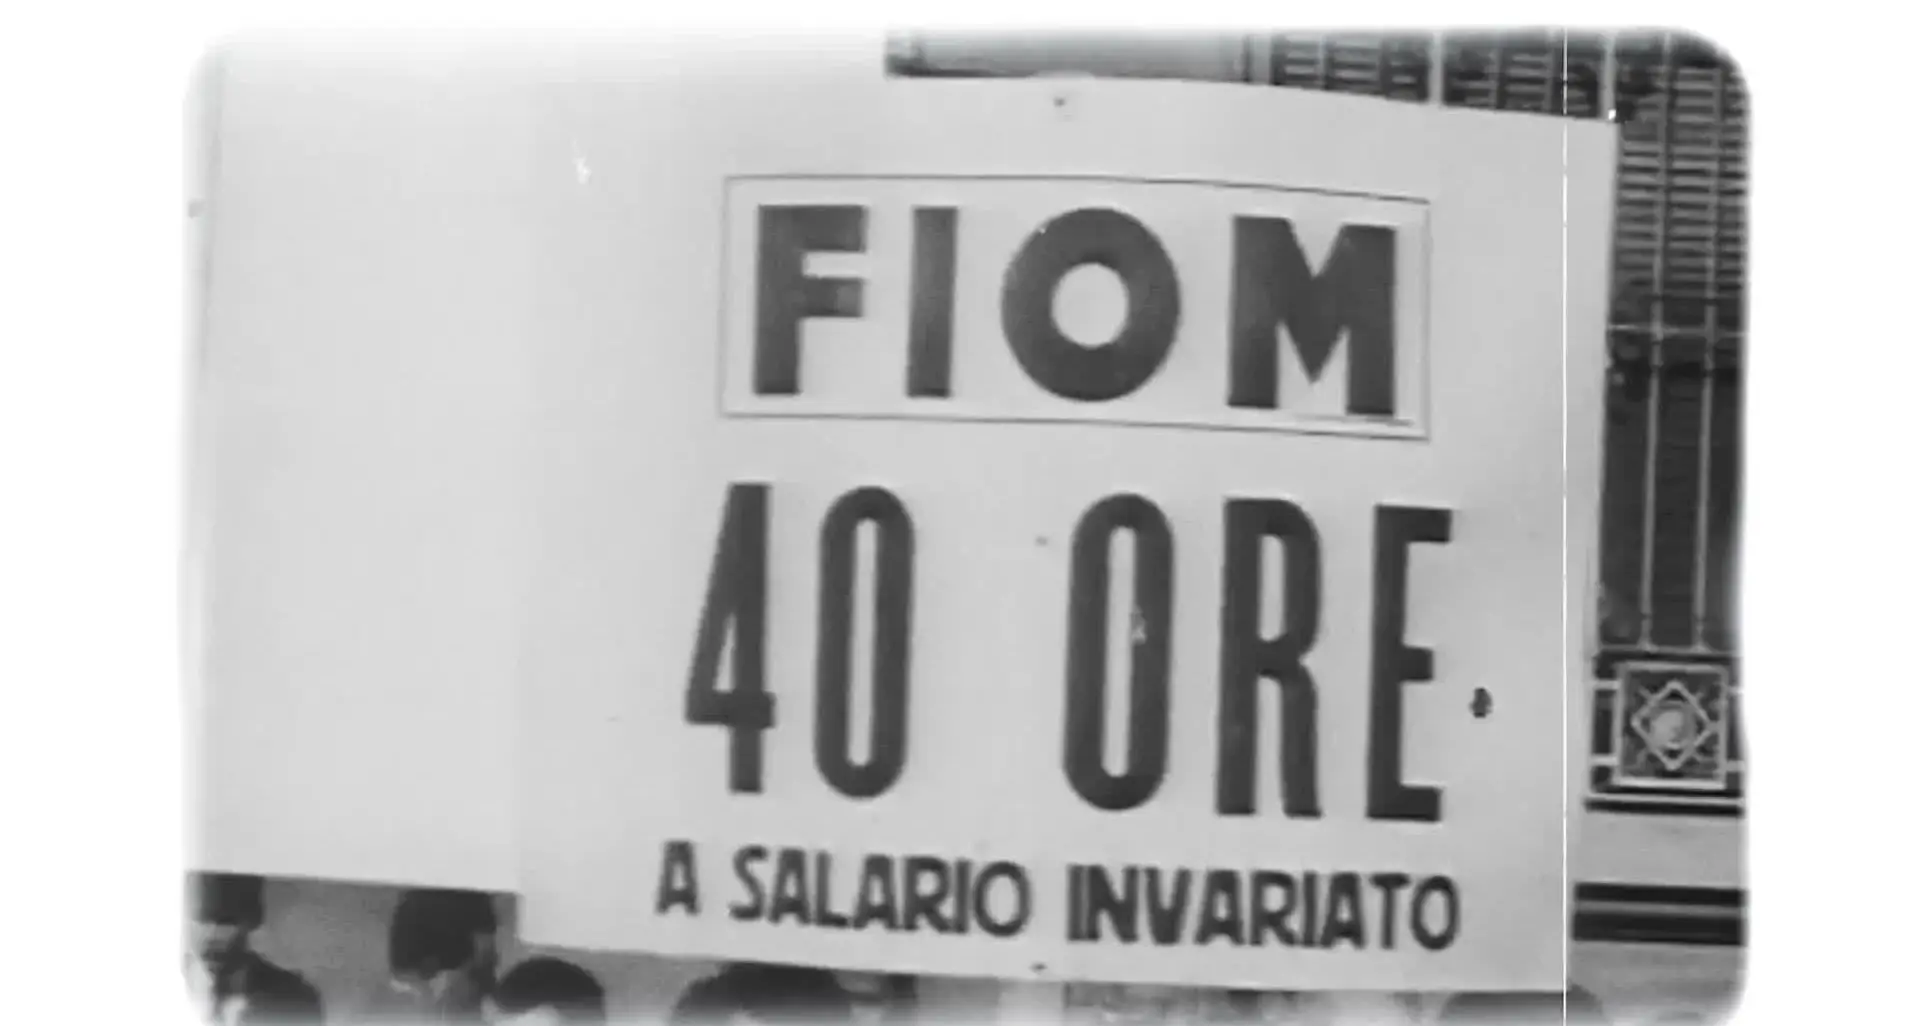 FIOM
40 ORE
A SALARIO INVARIATO